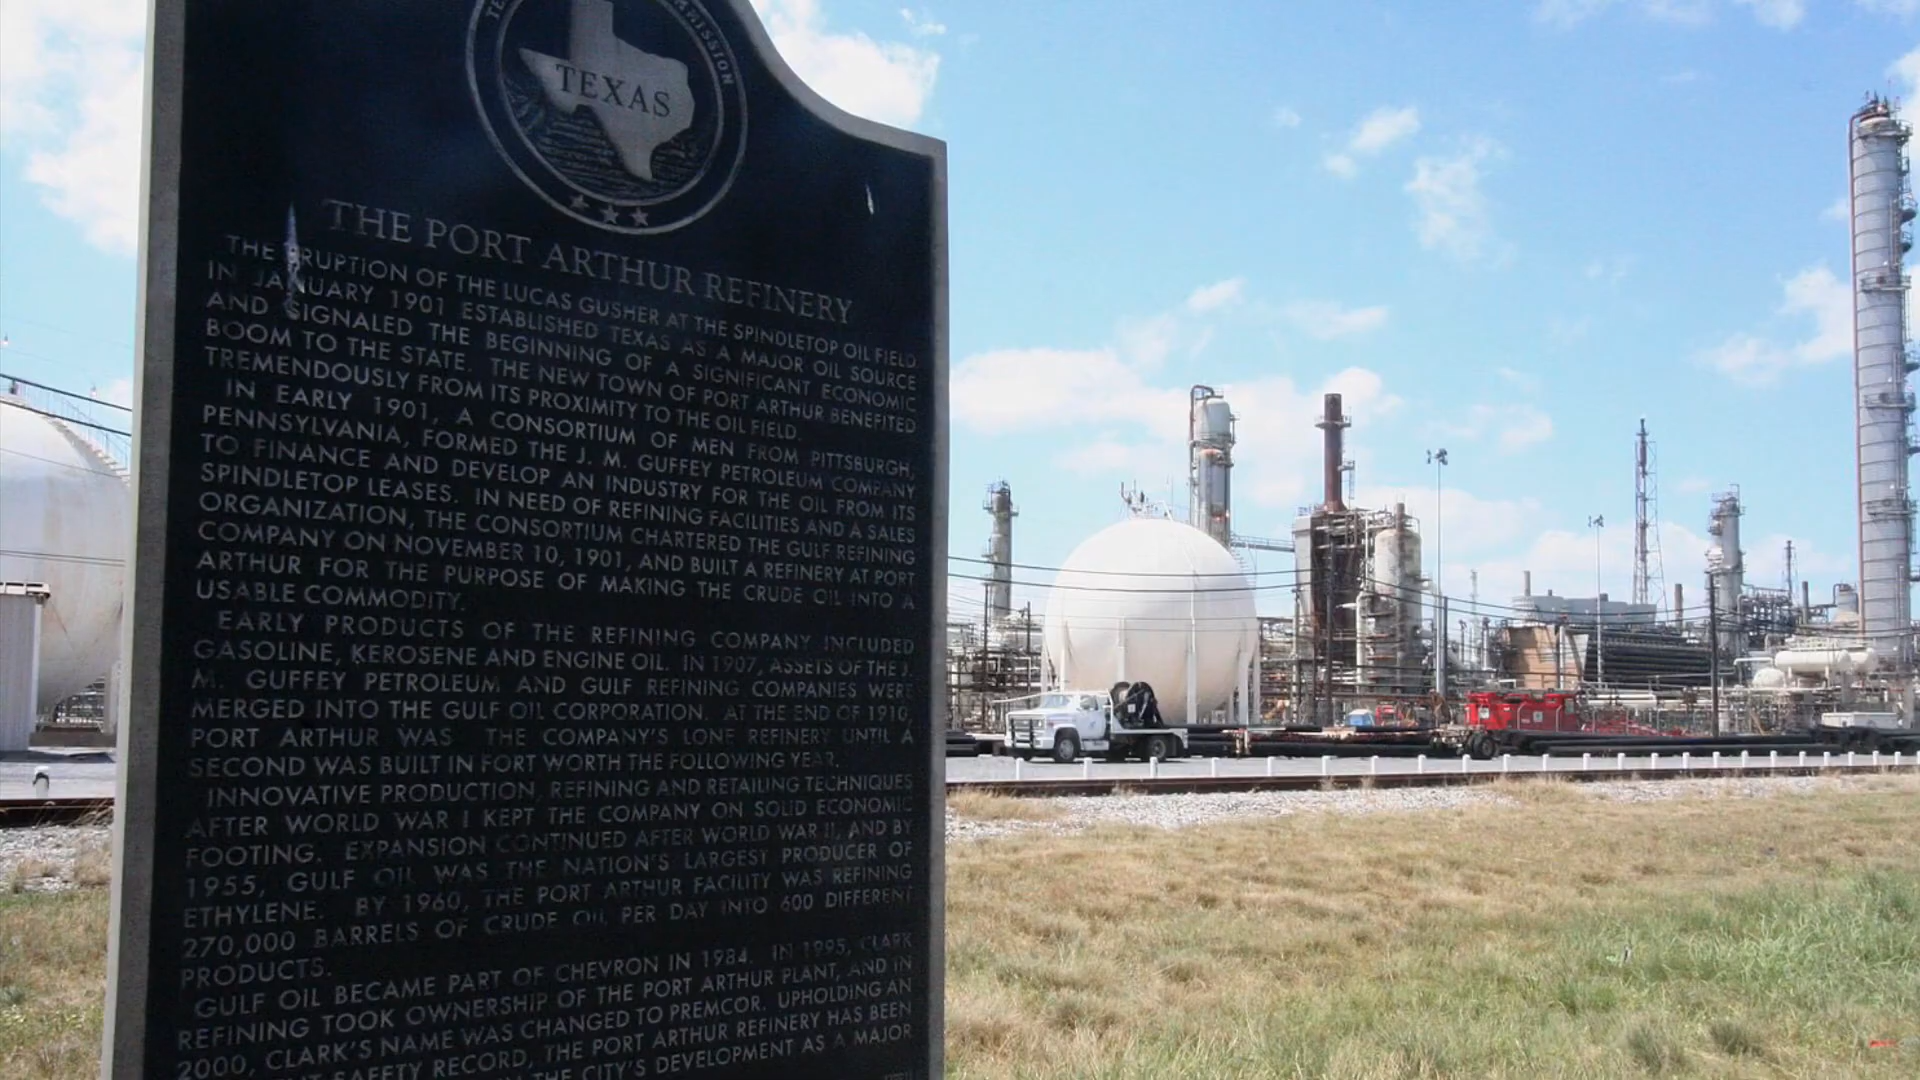 TEXAS
THE PORT ARTHUR REFINERY
THE ERUPTION OF THE LUCAS GUSHER AT THE SPINDLETOP OIL FIELD
IN JANUARY 1901 ESTABLISHED TEXAS AS A MAJOR OIL SOURCE
AND SIGNALED THE BEGINNING OF A SIGNIFICANT ECONOMIC
BOOM TO THE STATE. THE NEW TOWN OF PORT ARTHUR BENEFITED
TREMENDOUSLY FROM ITS PROXIMITY TO THE OIL FIELD.
IN EARLY 1901, A CONSORTIUM OF MEN FROM PITTSBURGH,
PENNSYLVANIA, FORMED THE J. M. GUFFEY PETROLEUM COMPANY
TO FINANCE AND DEVELOP AN INDUSTRY FOR THE OIL FROM ITS
SPINDLETOP LEASES. IN NEED OF REFINING FACILITIES AND A SALES
ORGANIZATION, THE CONSORTIUM CHARTERED THE GULF REFINING
COMPANY ON NOVEMBER 10, 1901, AND BUILT A REFINERY AT PORT
ARTHUR FOR THE PURPOSE OF MAKING THE CRUDE OIL INTO A
USABLE COMMODITY.
EARLY PRODUCTS OF THE REFINING COMPANY INCLUDED
GASOLINE, KEROSENE AND ENGINE OIL. IN 1907, ASSETS OF THE J.
M. GUFFEY PETROLEUM AND GULF REFINING COMPANIES WERE
MERGED INTO THE GULF OIL CORPORATION. AT THE END OF 1910,
PORT ARTHUR WAS THE COMPANY'S LONE REFINERY UNTIL A
SECOND WAS BUILT IN FORT WORTH THE FOLLOWING YEAR.
INNOVATIVE PRODUCTION, REFINING AND RETAILING TECHNIQUES
AFTER WORLD WAR I KEPT THE COMPANY ON SOLID ECONOMIC
FOOTING. EXPANSION CONTINUED AFTER WORLD WAR II, AND BY
1955, GULF OIL WAS THE NATION'S LARGEST PRODUCER OF
ETHYLENE. BY 1960, THE PORT ARTHUR FACILITY WAS REFINING
270,000 BARRELS OF CRUDE OIL PER DAY INTO 600 DIFFERENT
PRODUCTS.
GULF OIL BECAME PART OF CHEVRON IN 1984. IN 1995, CLARK
REFINING TOOK OWNERSHIP OF THE PORT ARTHUR PLANT, AND IN
2000, CLARK'S NAME WAS CHANGED TO PREMCOR. UPHOLDING AN
SAFETY RECORD, THE PORT ARTHUR REFINERY HAS BEEN
THE CITY'S DEVELOPMENT AS A MAJOR